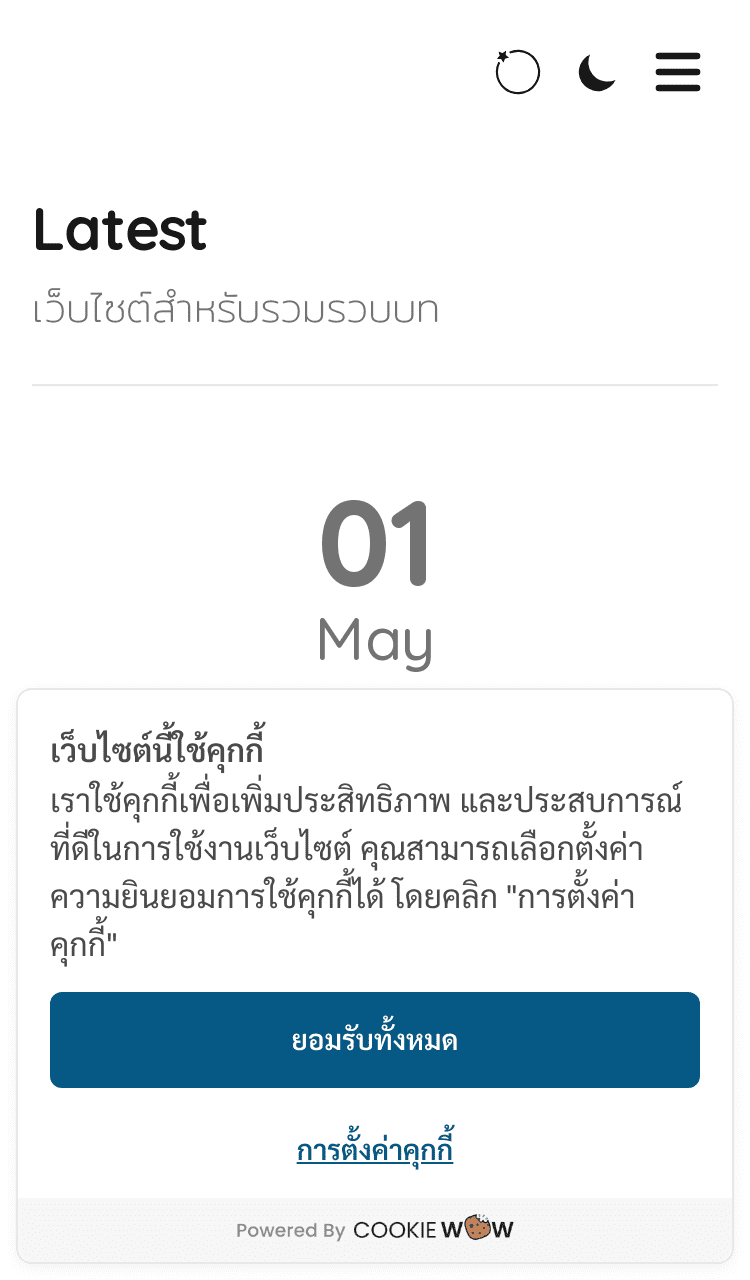 Latest
เว็บไซต์สำหรับรวมรวบบท
01
May
เว็บไซต์นี้ใช้คุกกี้
เราใช้คุกกี้เพื่อเพิ่มประสิทธิภาพ และประสบการณ์
ที่ดีในการใช้งานเว็บไซต์ คุณสามารถเลือกตั้งค่า
ความยินยอมการใช้คุกกี้ได้ โดยคลิก "การตั้งค่า
คุกกี้"
ยอมรับทั้งหมด
การตั้งค่าคุกกี้
Powered By COOKIE WOW